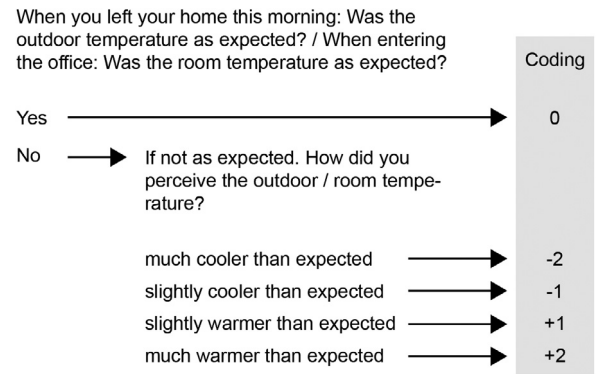 When you left your home this morning: Was the
outdoor temperature as expected? / When entering
the office: Was the room temperature as expected?
Coding
Yes 0
No If not as expected. How did you
perceive the outdoor / room tempe-
rature?
much cooler than expected -2
slightly cooler than expected -1
slightly warmer than expected +1
much warmer than expected +2